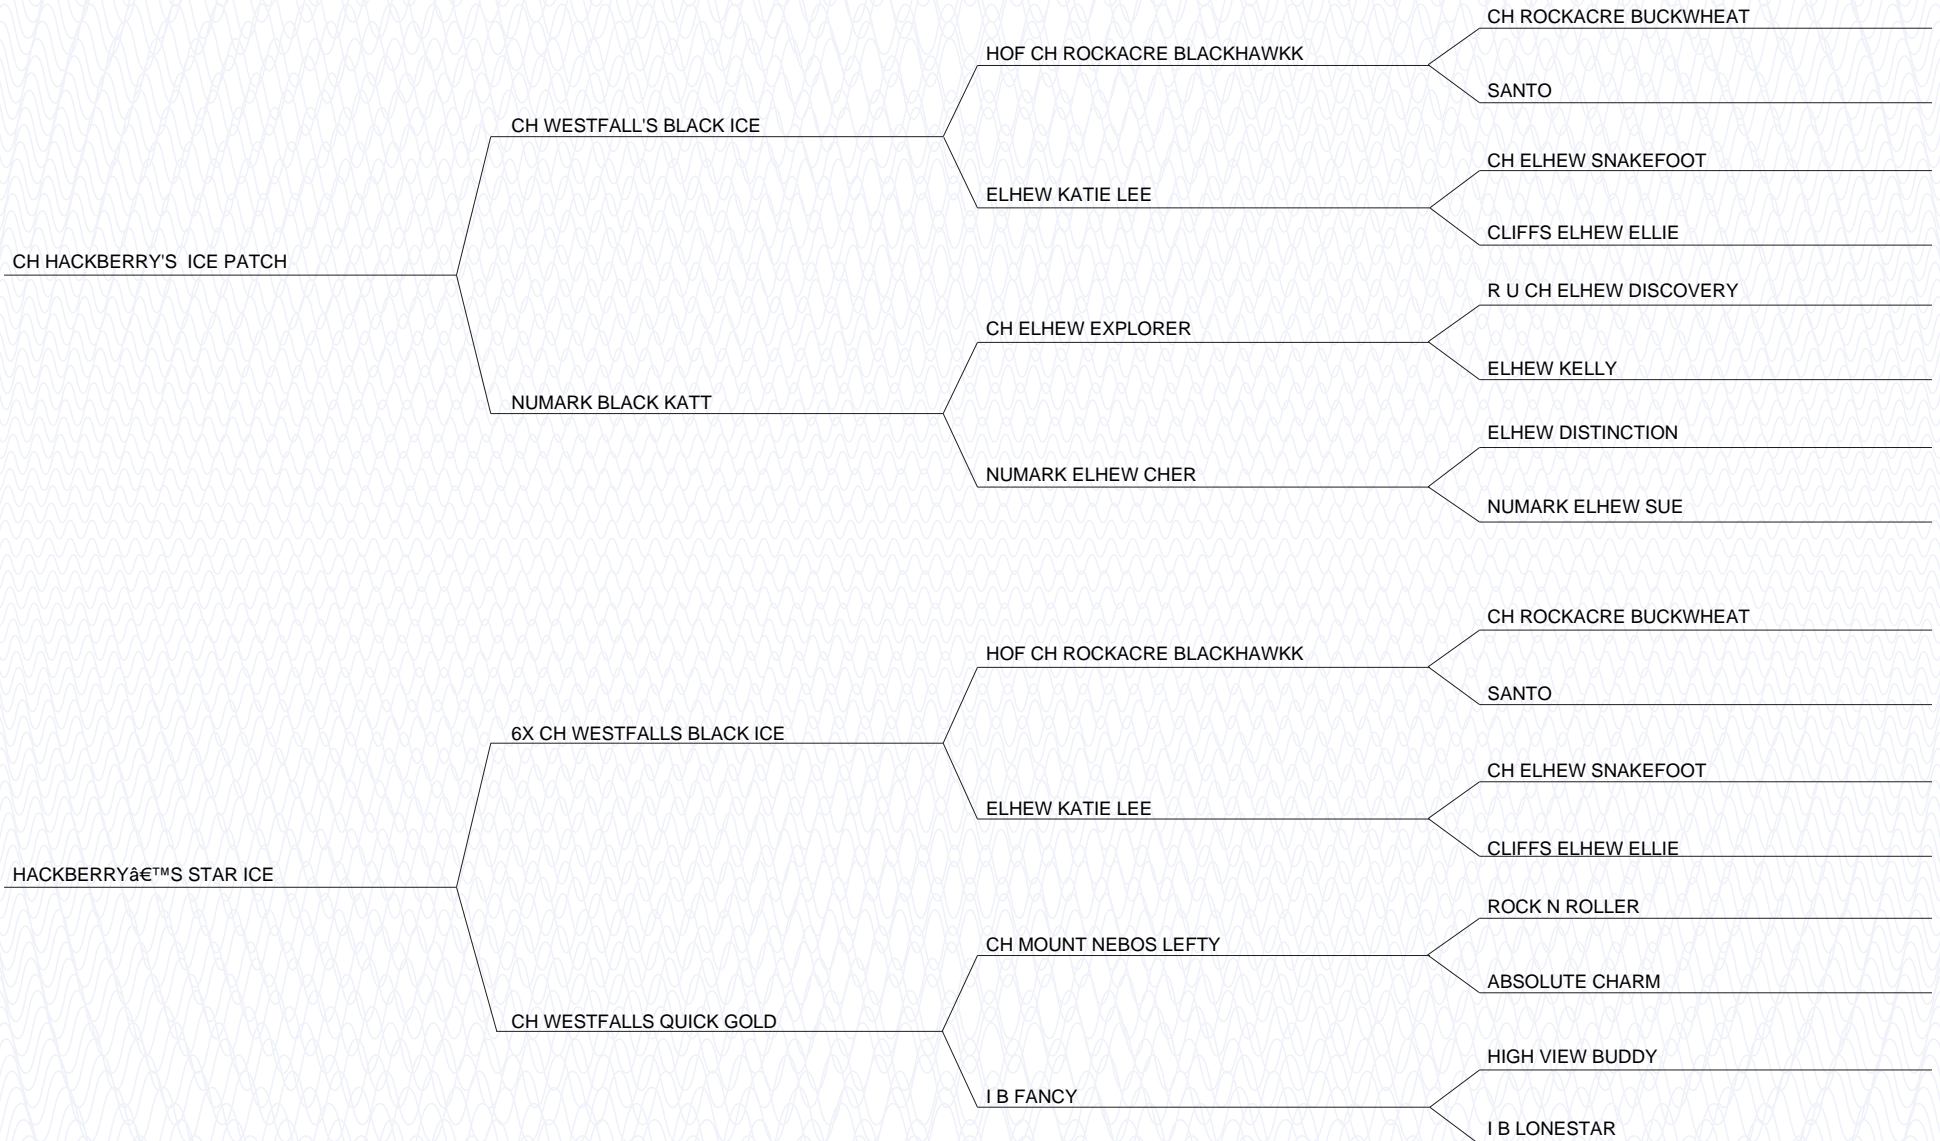 CH ROCKACRE BUCKWHEAT
HOF CH ROCKACRE BLACKHAWKK
SANTO
CH WESTFALL'S BLACK ICE
CH ELHEW SNAKEFOOT
ELHEW KATIE LEE
CLIFFS ELHEW ELLIE
CH HACKBERRY'S  ICE PATCH
R U CH ELHEW DISCOVERY
CH ELHEW EXPLORER
ELHEW KELLY
NUMARK BLACK KATT
ELHEW DISTINCTION
NUMARK ELHEW CHER
NUMARK ELHEW SUE
CH ROCKACRE BUCKWHEAT
HOF CH ROCKACRE BLACKHAWKK
SANTO
6X CH WESTFALLS BLACK ICE
CH ELHEW SNAKEFOOT
ELHEW KATIE LEE
CLIFFS ELHEW ELLIE
HACKBERRYâ€™S STAR ICE
ROCK N ROLLER
CH MOUNT NEBOS LEFTY
ABSOLUTE CHARM
CH WESTFALLS QUICK GOLD
HIGH VIEW BUDDY
I B FANCY
I B LONESTAR